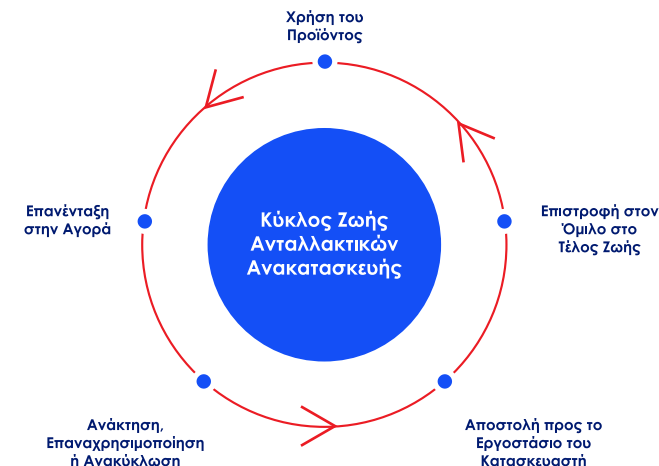 Χρήση του
Προϊόντος
Επανένταξη
στην Αγορά
Κύκλος Ζωής
Ανταλλακτικών
Ανακατασκευής
Επιστροφή στον
Όμιλο στο
Τέλος Ζωής
Ανάκτηση,
Επαναχρησιμοποίηση
ή Ανακύκλωση
Αποστολή προς το
Εργοστάσιο του
Κατασκευαστή